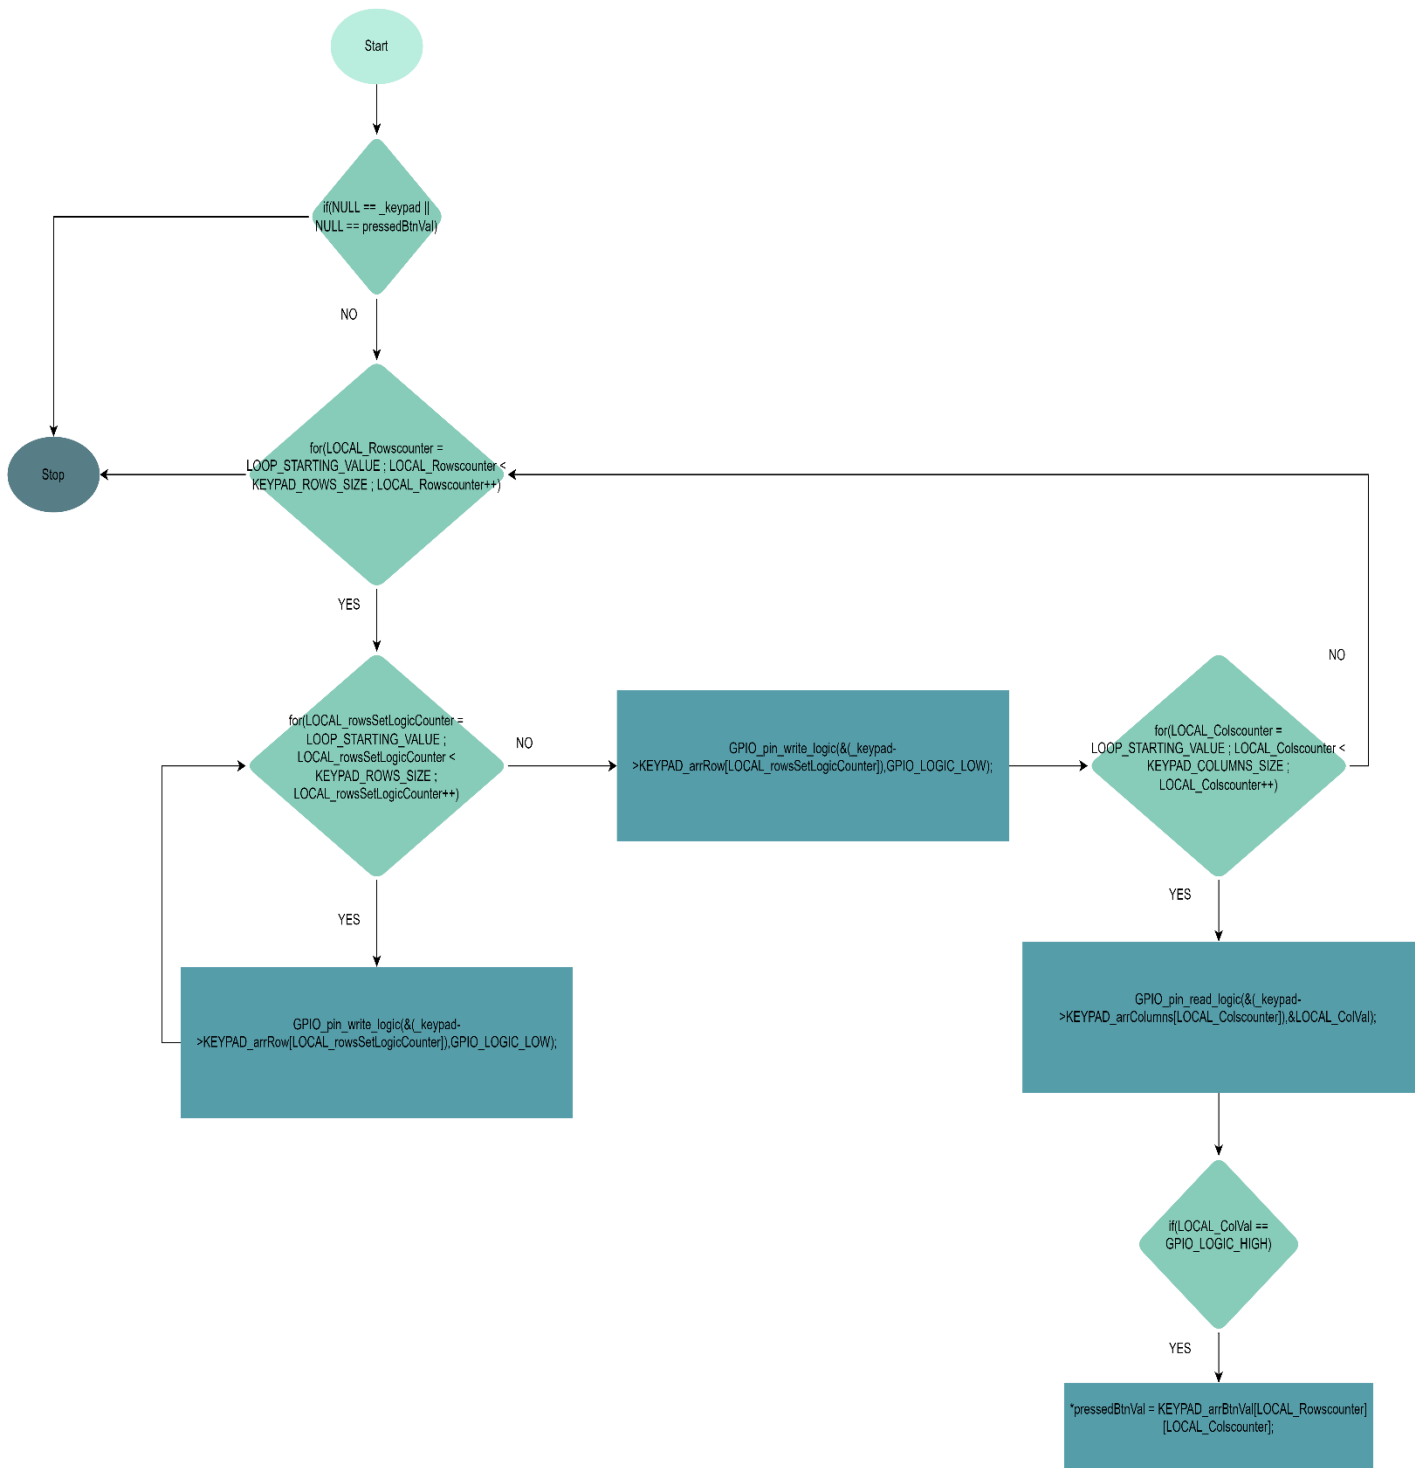 Start
if(NULL == _keypad ||
NULL == pressedBtnVal)
NO
for(LOCAL_Rowscounter =
LOOP_STARTING_VALUE ; LOCAL_Rowscounter <
KEYPAD_ROWS_SIZE ; LOCAL_Rowscounter++)
Stop
YES
for(LOCAL_rowsSetLogicCounter =
LOOP_STARTING_VALUE ;
LOCAL_rowsSetLogicCounter <
KEYPAD_ROWS_SIZE ;
LOCAL_rowsSetLogicCounter++)
NO
GPIO_pin_write_logic(&(_keypad-
>KEYPAD_arrRow[LOCAL_rowsSetLogicCounter]),GPIO_LOGIC_LOW);
for(LOCAL_Colscounter =
LOOP_STARTING_VALUE ; LOCAL_Colscounter <
KEYPAD_COLUMNS_SIZE ;
LOCAL_Colscounter++)
NO
YES
GPIO_pin_write_logic(&(_keypad-
>KEYPAD_arrRow[LOCAL_rowsSetLogicCounter]),GPIO_LOGIC_LOW);
YES
GPIO_pin_read_logic(&(_keypad-
>KEYPAD_arrColumns[LOCAL_Colscounter]),&LOCAL_ColVal);
if(LOCAL_ColVal ==
GPIO_LOGIC_HIGH)
YES
*pressedBtnVal = KEYPAD_arrBtnVal[LOCAL_Rowscounter]
[LOCAL_Colscounter];